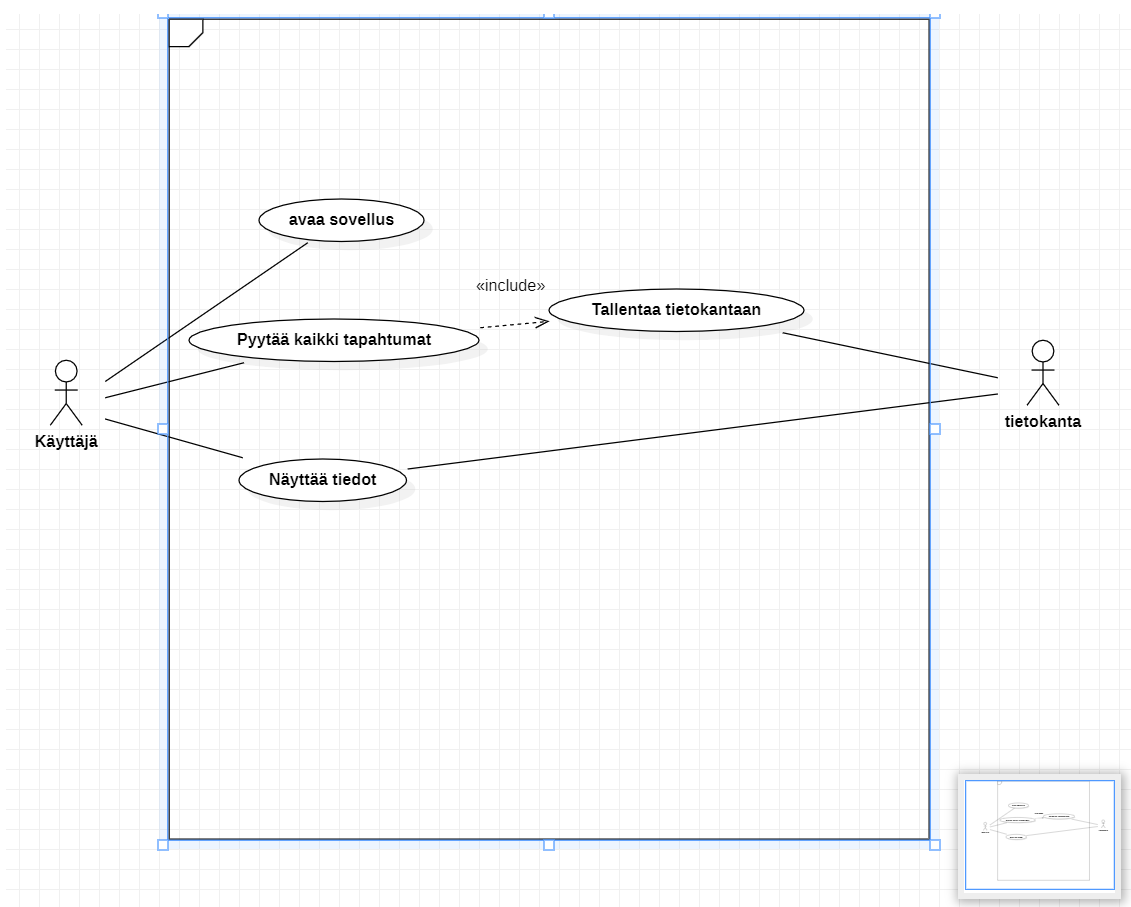 avaa sovellus
«include»
Tallentaa tietokantaan
Pyytää kaikki tapahtumat
Käyttäjä
tietokanta
Näyttää tiedot